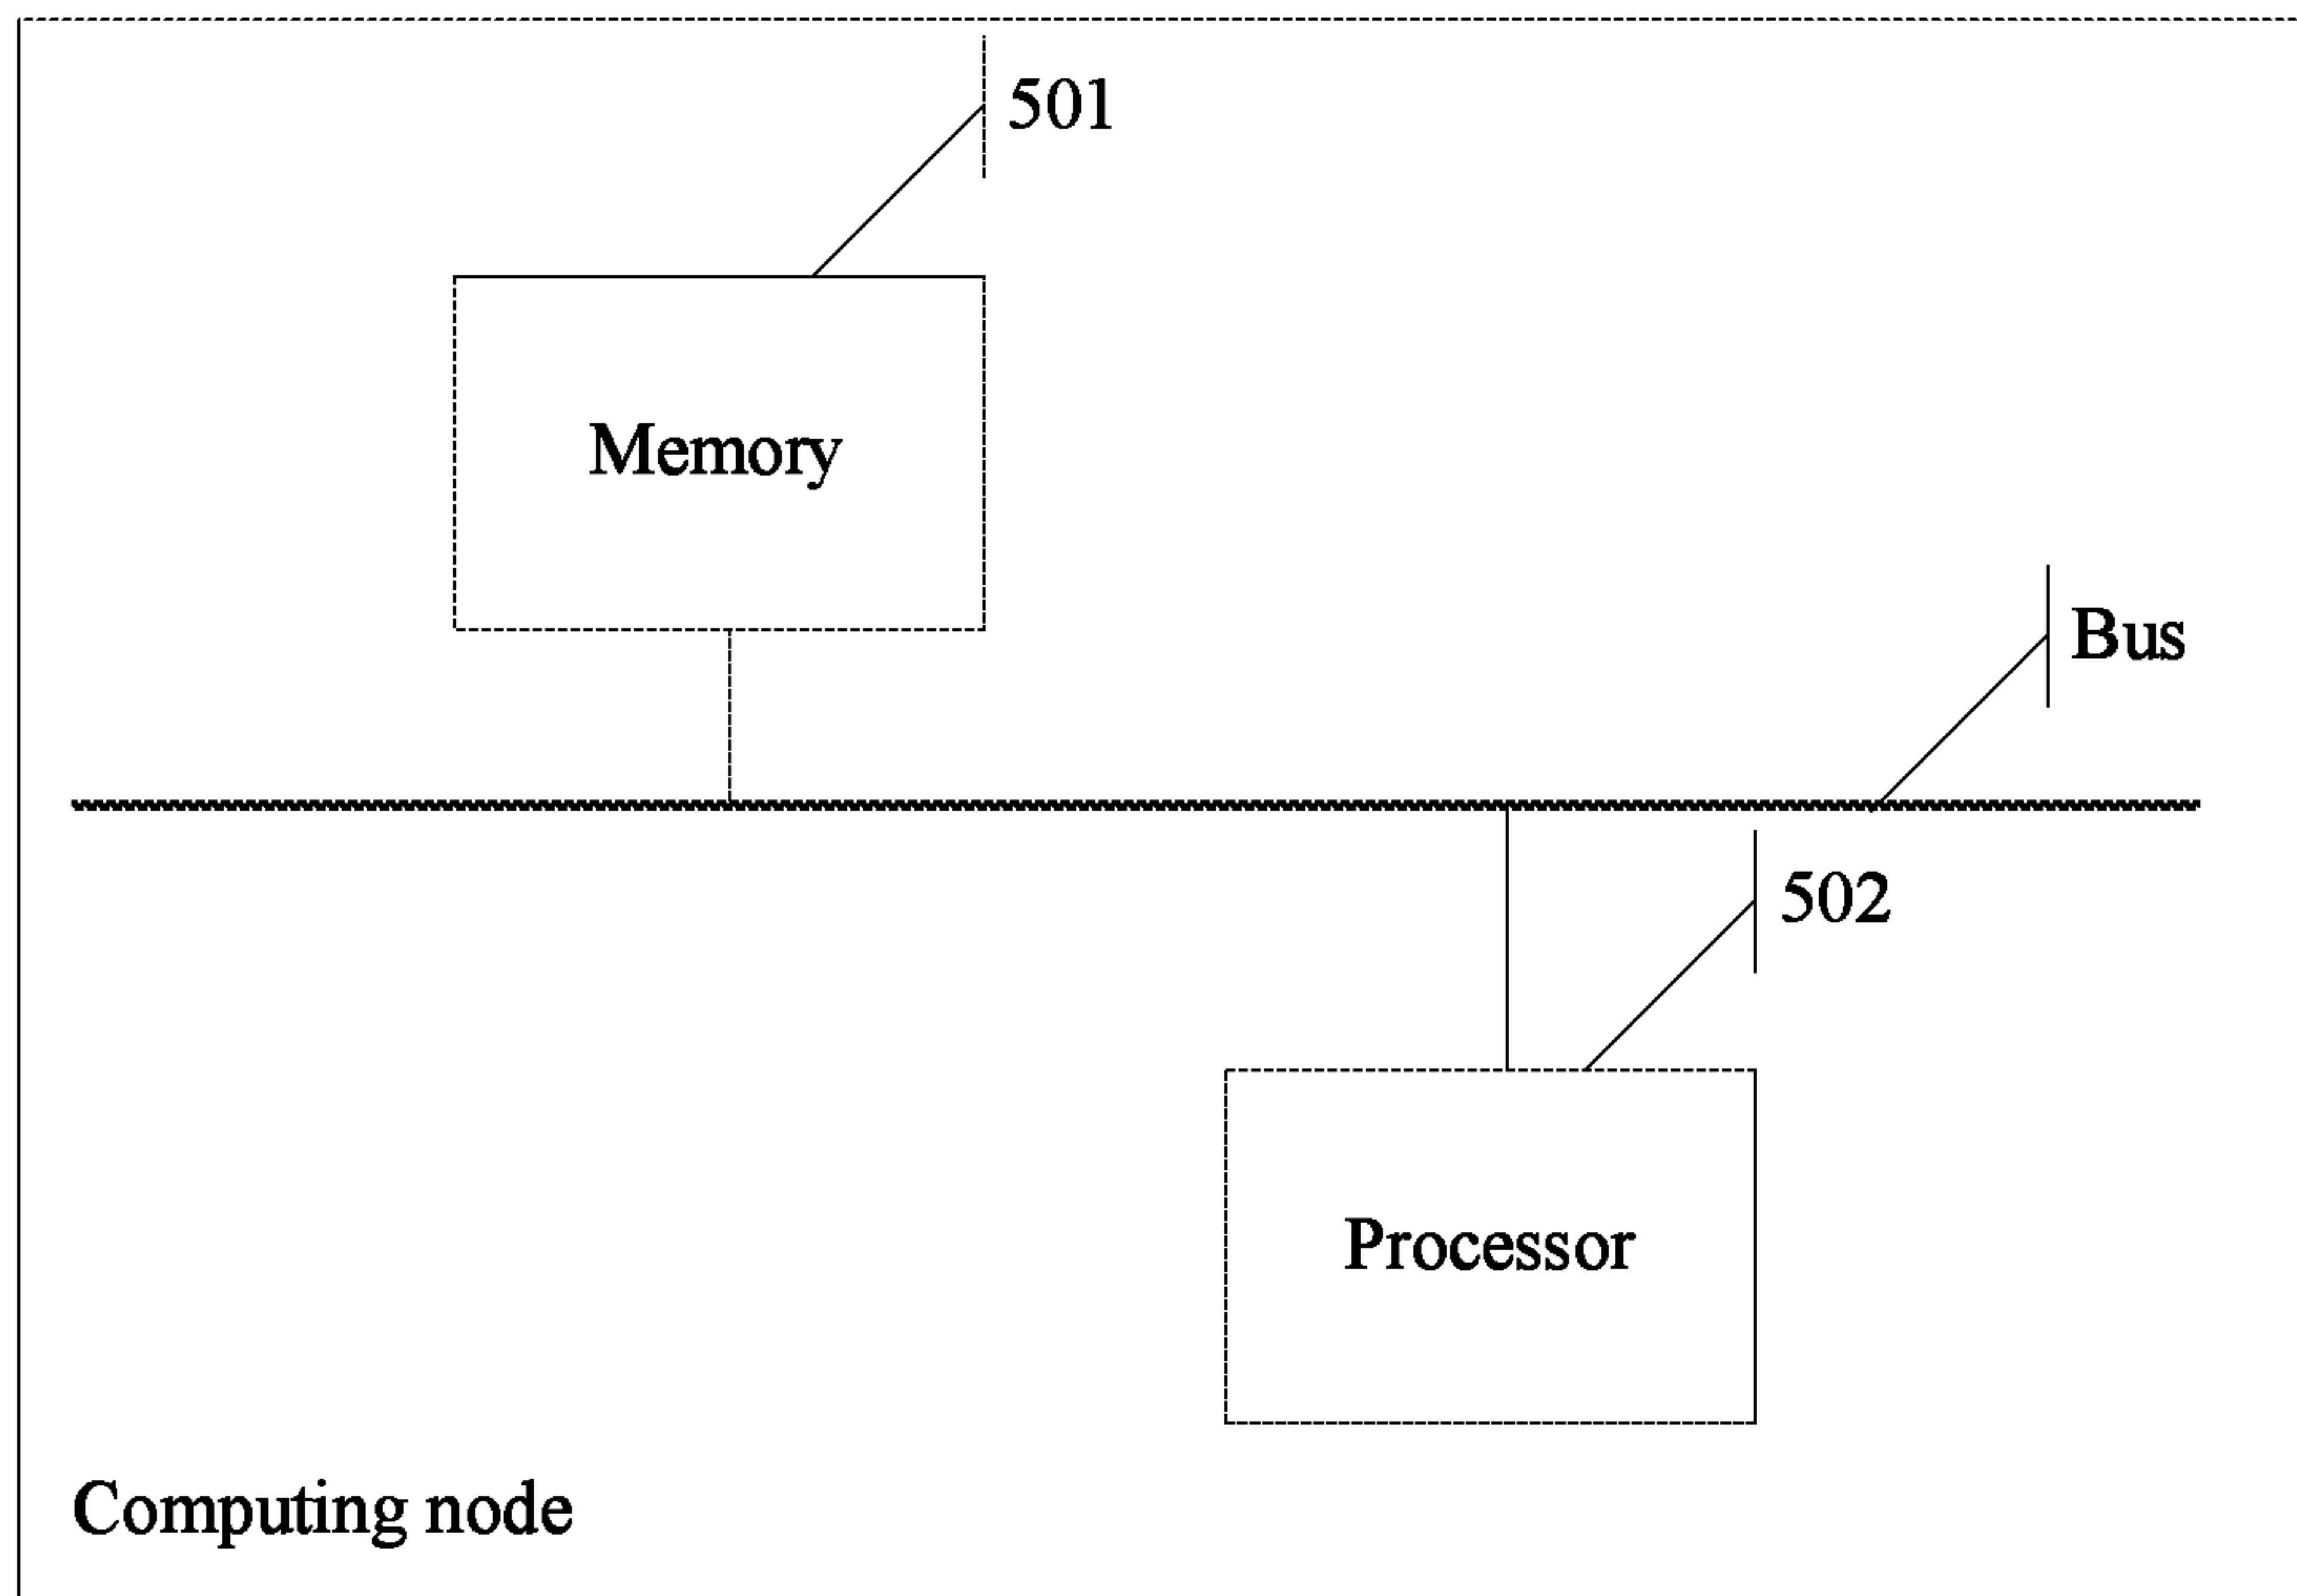 501
Memory
Bus
502
Processor
Computing node